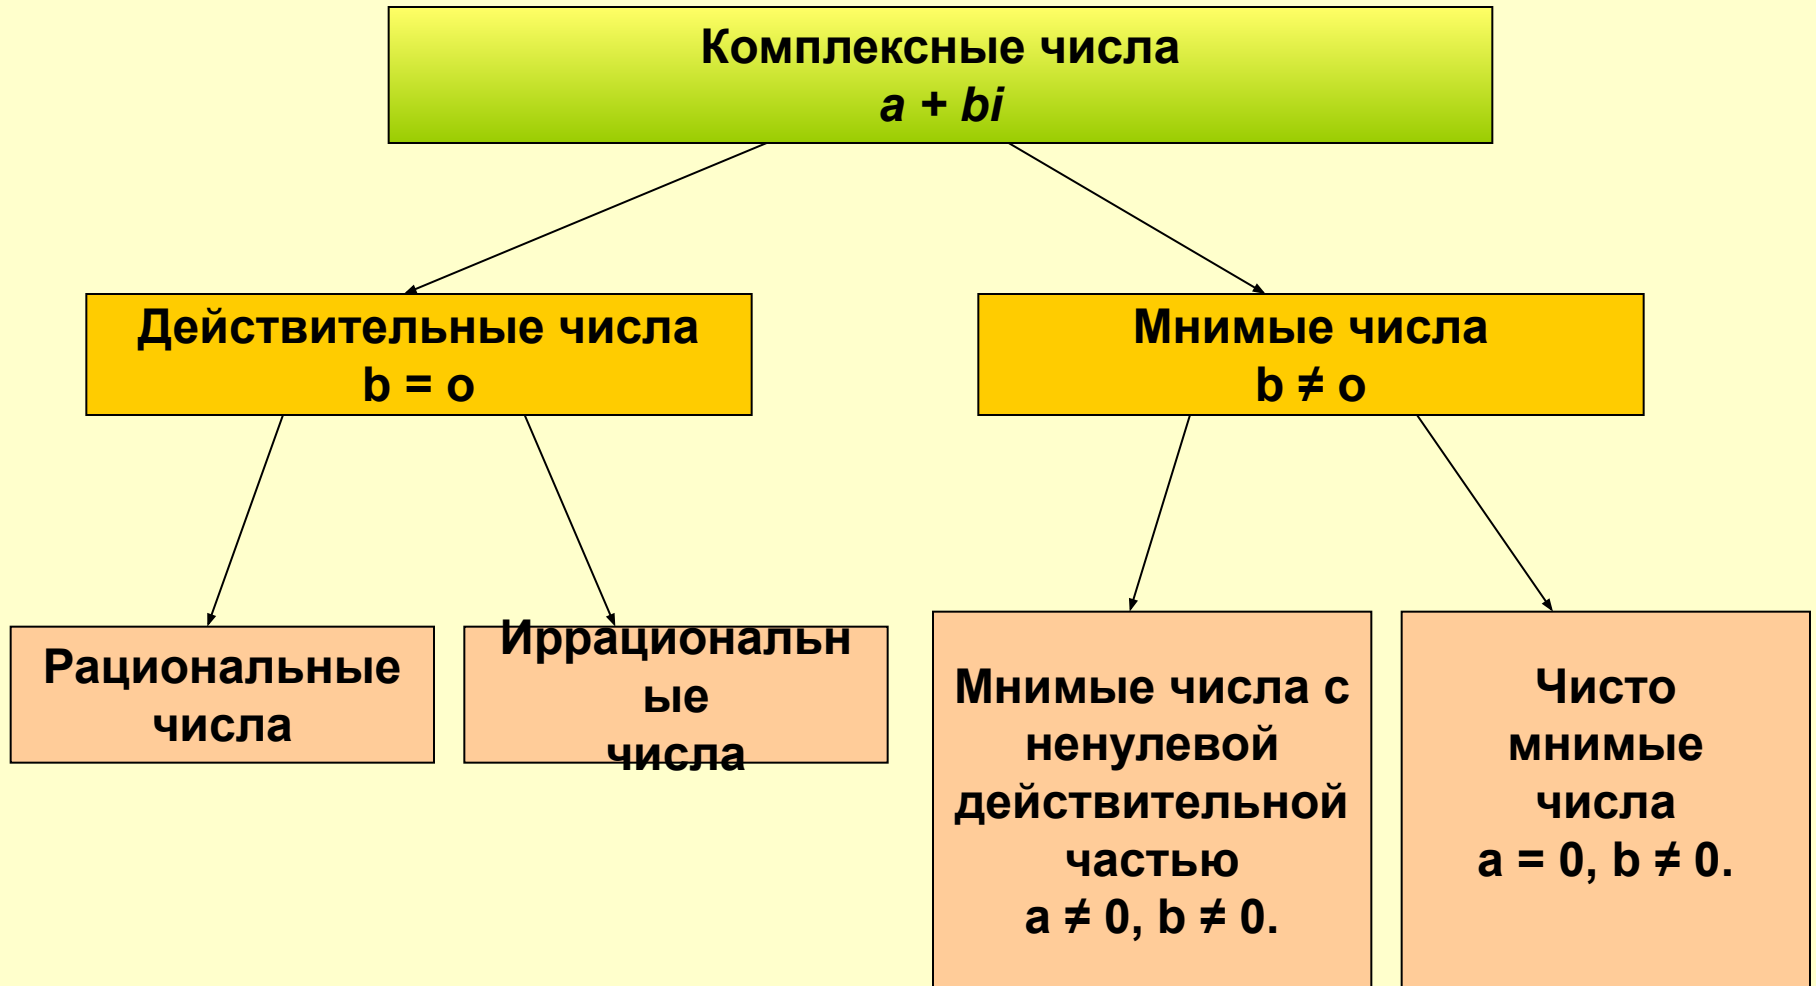 Комплексные числа
a + bi
Действительные числа
b = о
Мнимые числа
b ≠ о
Рациональные
числа
Иррациональн
ые
числа
Мнимые числа с
ненулевой
действительной
частью
a ≠ 0, b ≠ 0.
Чисто
мнимые
числа
a = 0, b ≠ 0.